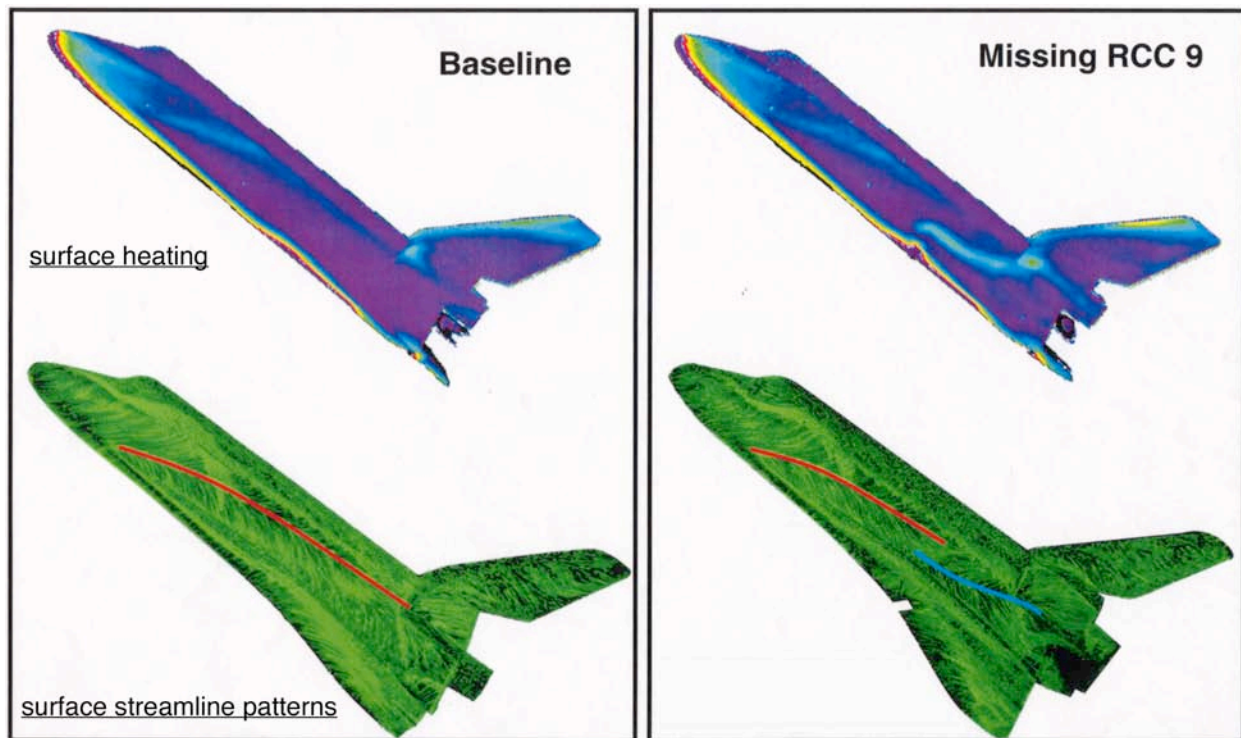 Baseline
Missing RCC 9
surface heating
surface streamline patterns